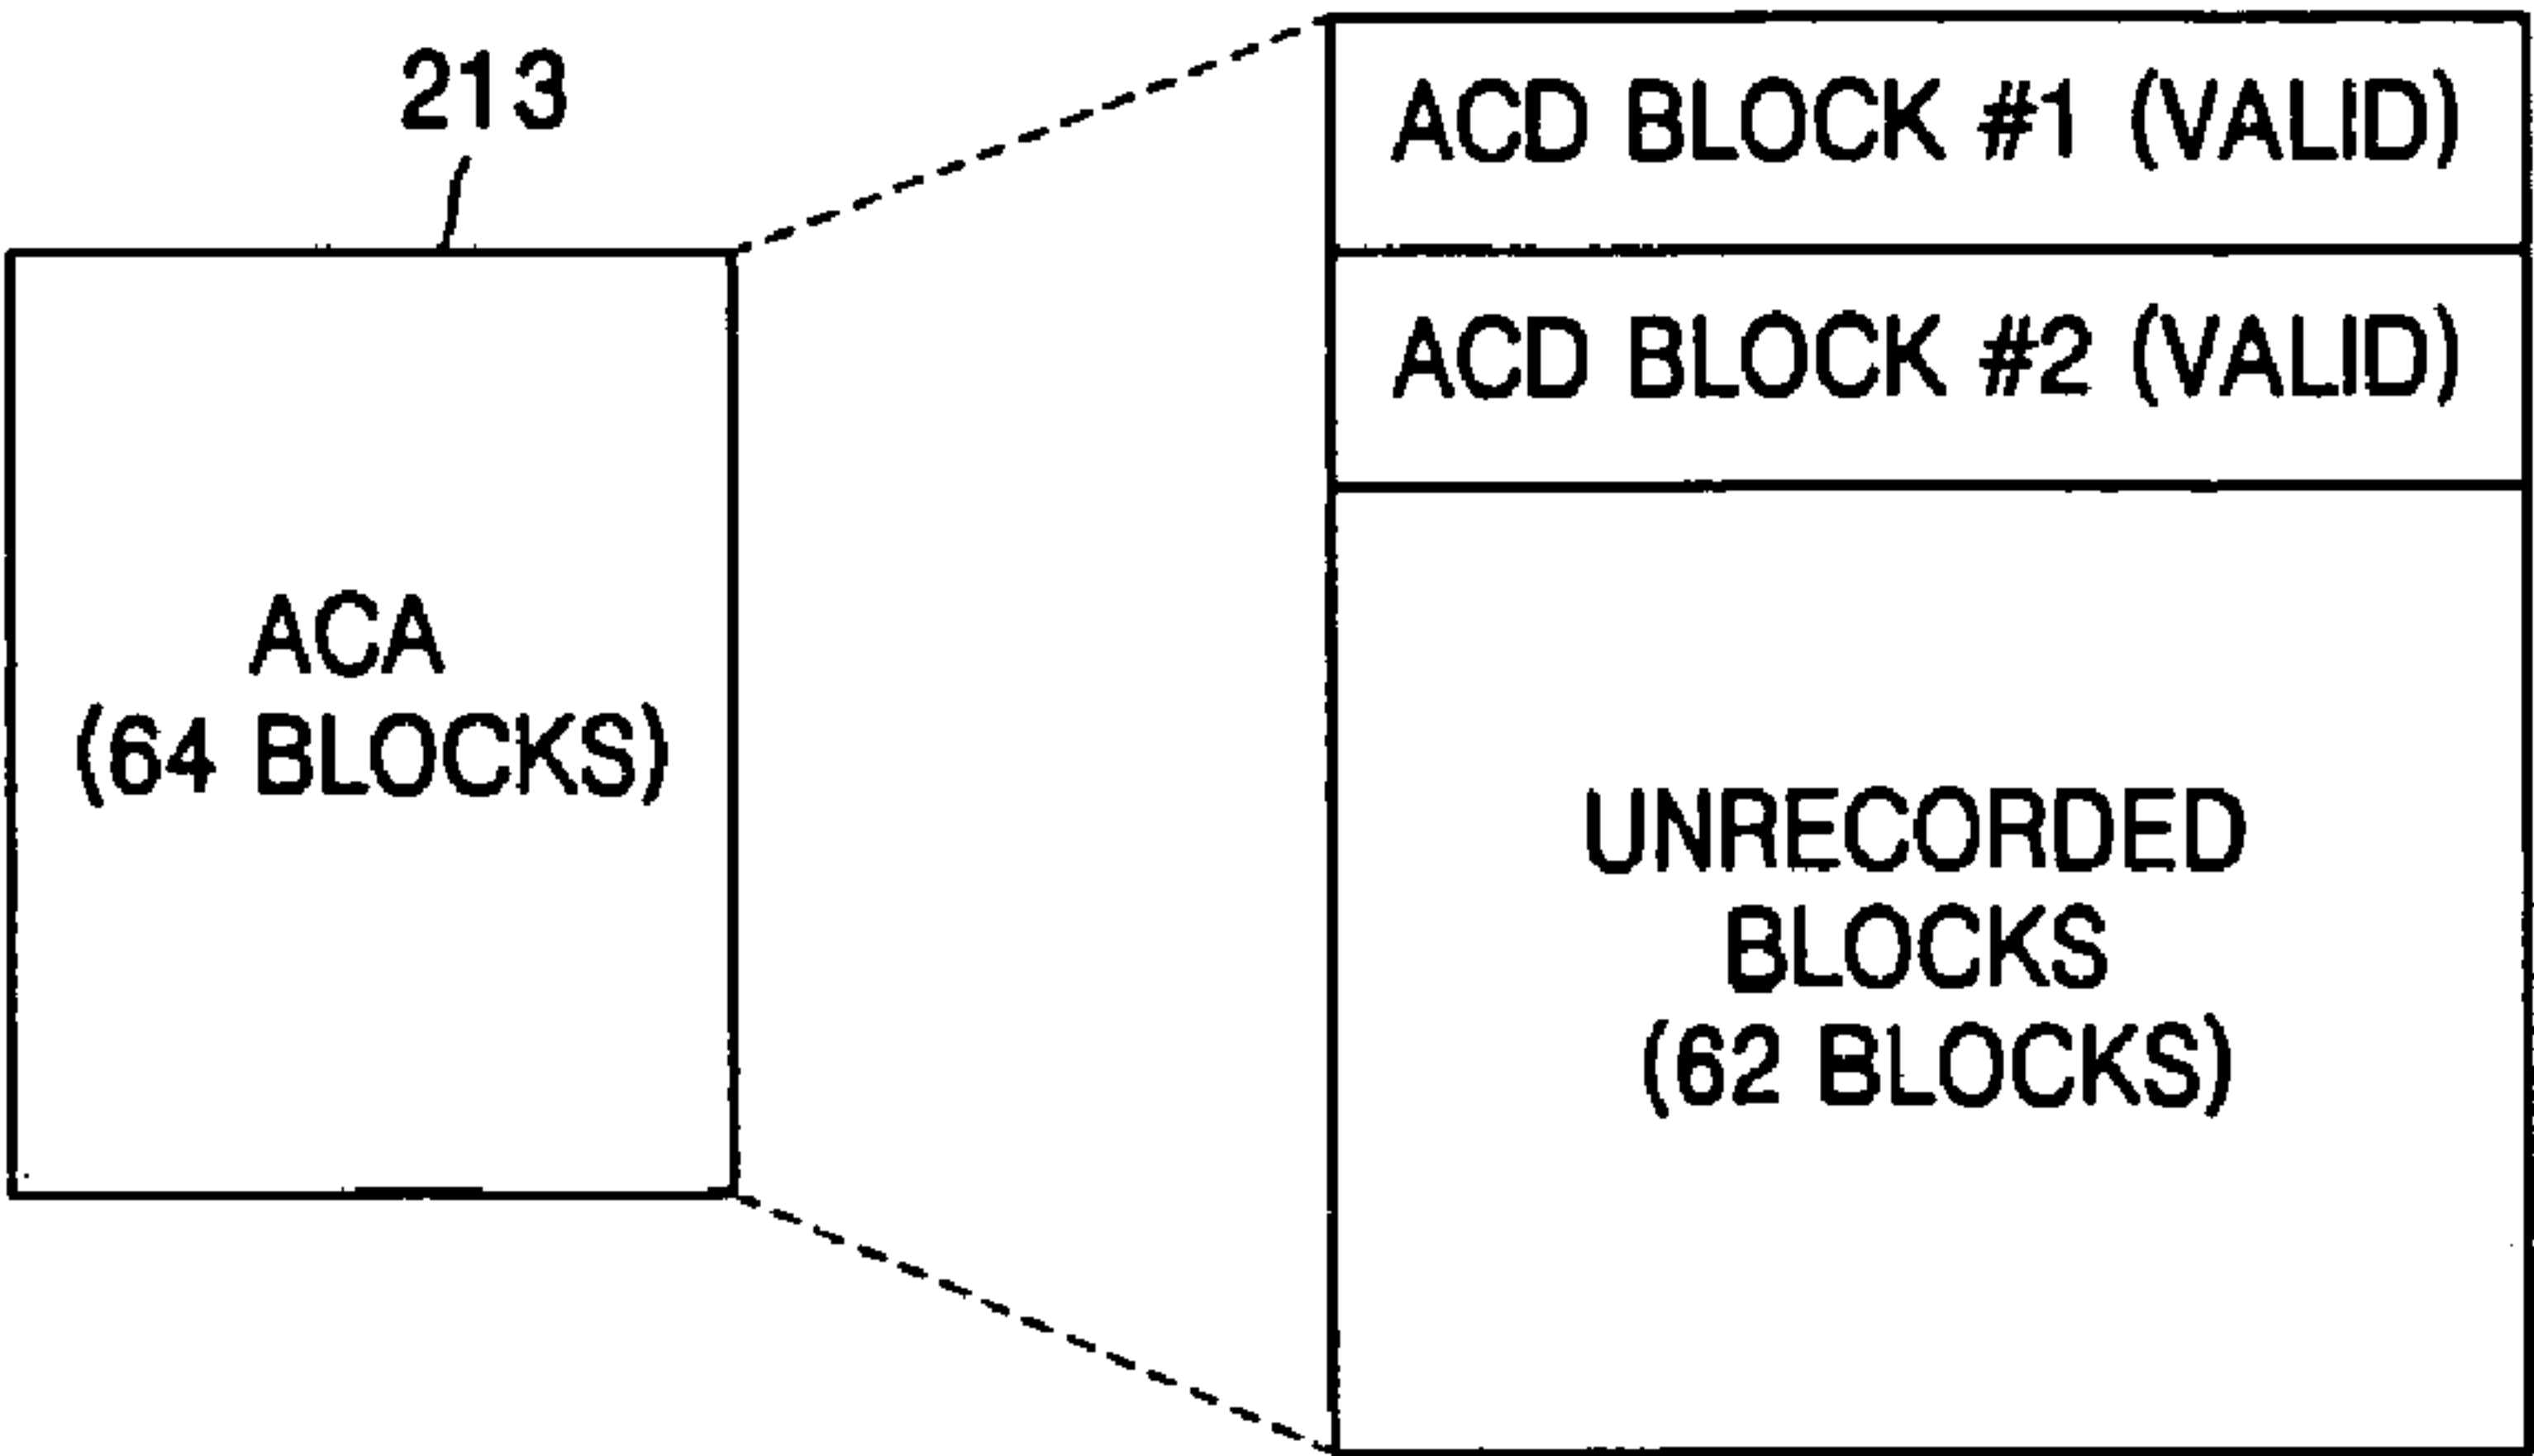 213
ACA
(64 BLOCKS)
ACD BLOCK #1 (VALID)
ACD BLOCK #2 (VALID)
UNRECORDED
BLOCKS
(62 BLOCKS)